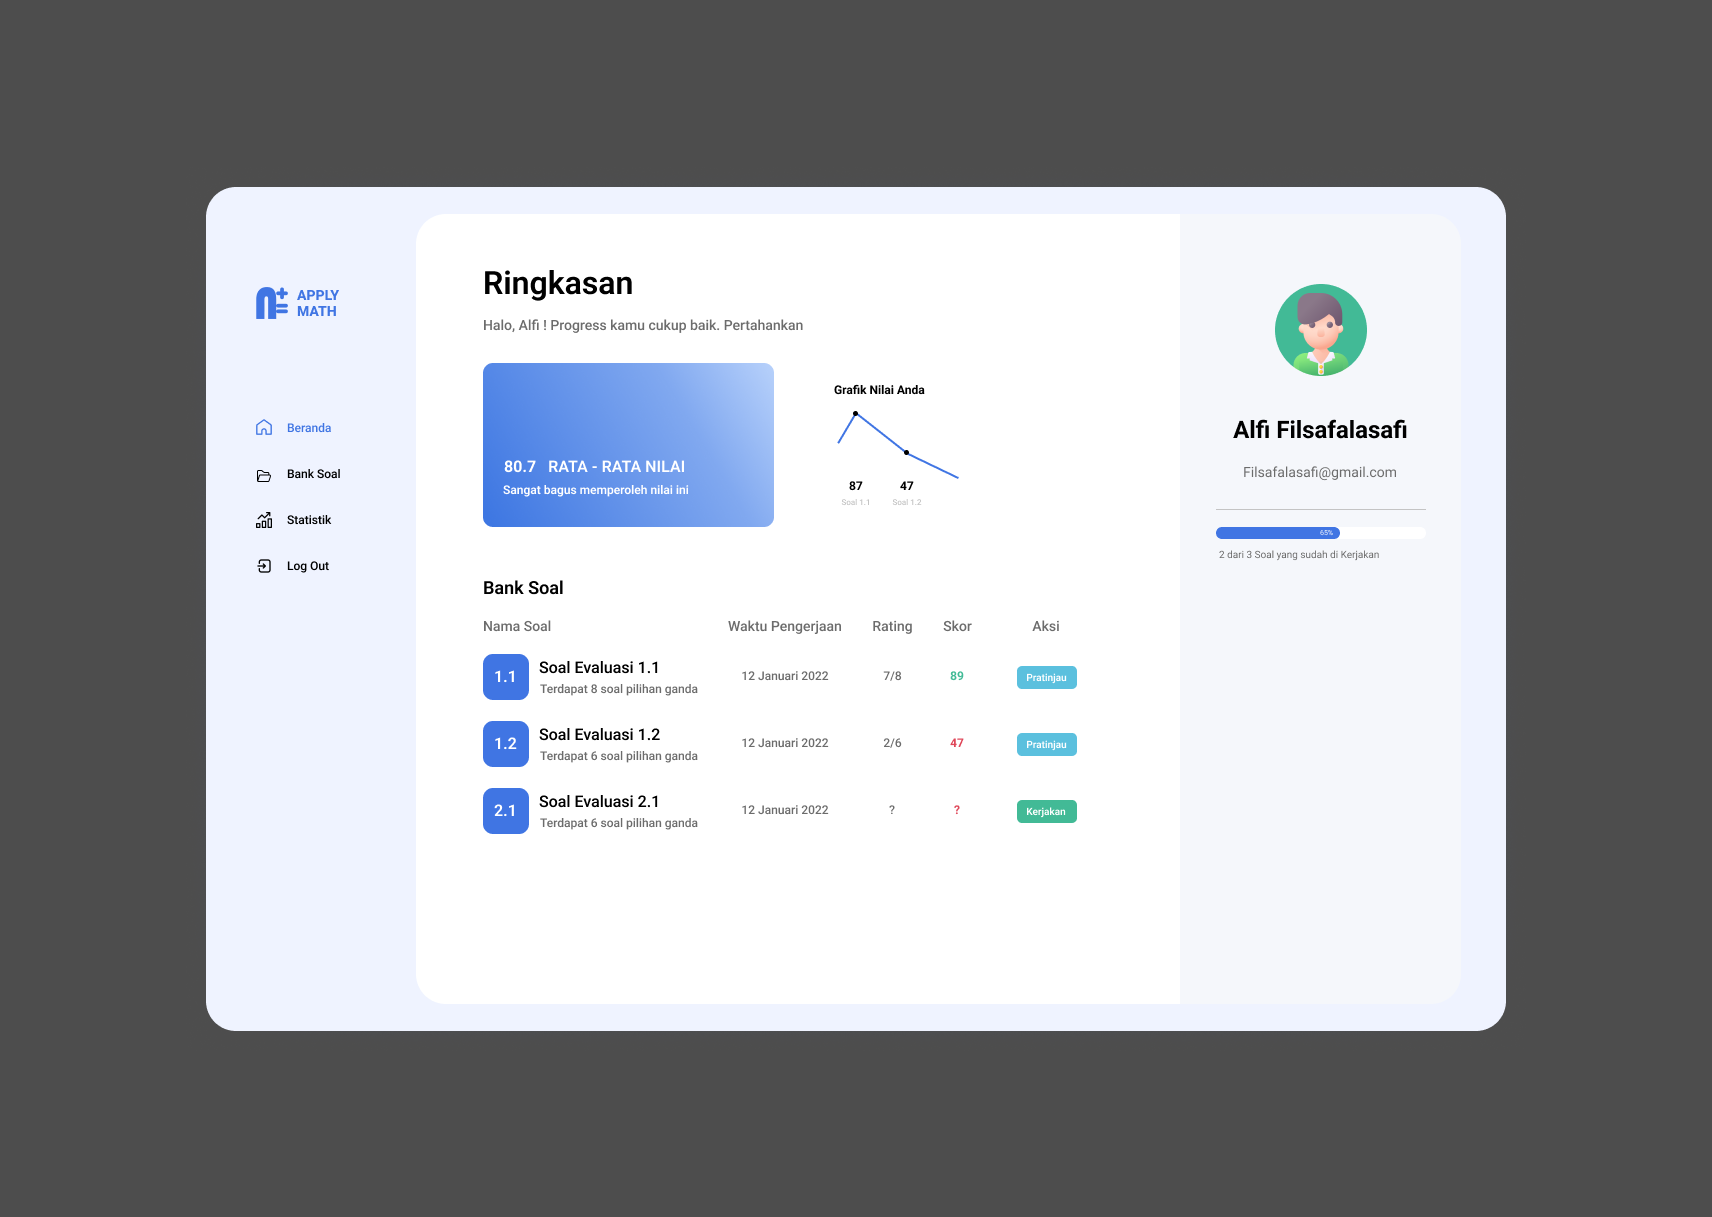 APPLY
MATH
Beranda
Bank Soal
Statistik
Log Out
Ringkasan
Halo, Alfi ! Progress kamu cukup baik. Pertahankan
80.7 RATA - RATA NILAI
Sangat bagus memperoleh nilai ini
Grafik Nilai Anda
87 47
Soal 1.1 Soal 1.2
Bank Soal
Nama Soal Waktu Pengerjaan Rating Skor Aksi
1.1 Soal Evaluasi 1.1 12 Januari 2022 7/8 89 Pratinjau
Terdapat 8 soal pilihan ganda
1.2 Soal Evaluasi 1.2 12 Januari 2022 2/6 47 Pratinjau
Terdapat 6 soal pilihan ganda
2.1 Soal Evaluasi 2.1 12 Januari 2022 ? ? Kerjakan
Terdapat 6 soal pilihan ganda
Alfi Filsafalasafi
Filsafalasafi@gmail.com
65%
2 dari 3 Soal yang sudah di Kerjakan